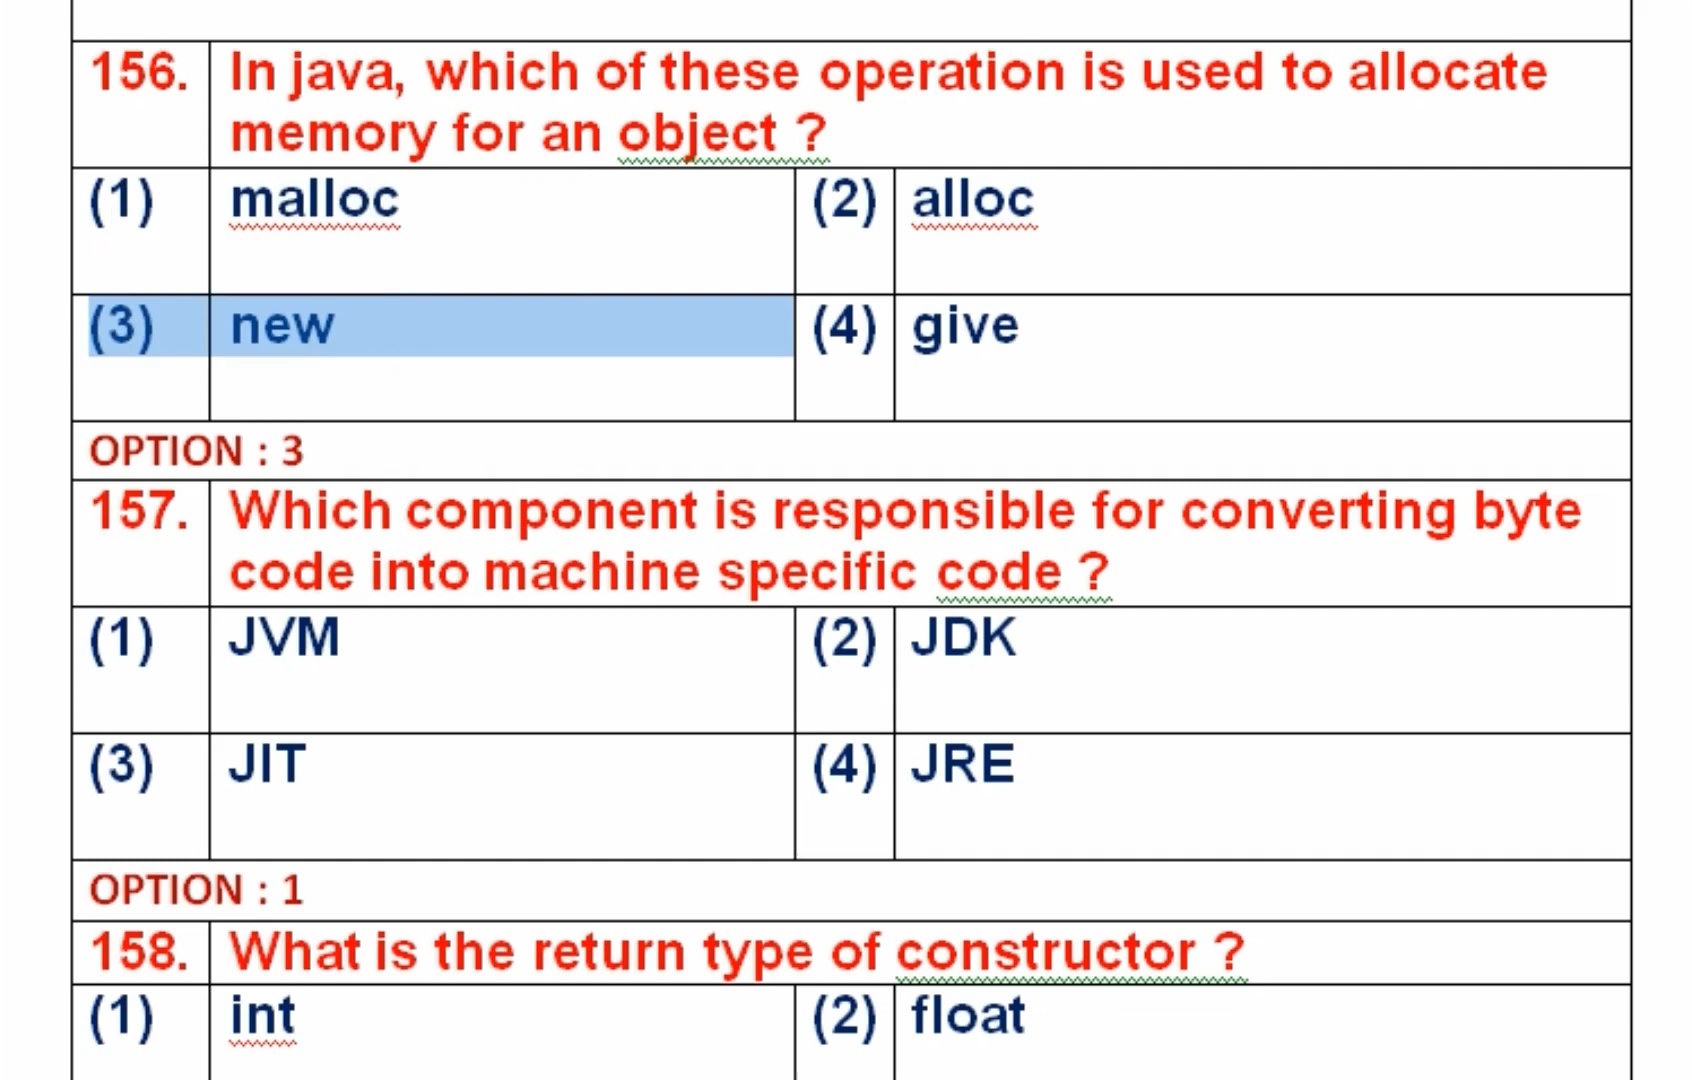 156. In java, which of these operation is used to allocate
memory for an object ?
(1) malloc (2) alloc
(3) new (4) give
OPTION : 3
157. Which component is responsible for converting byte
code into machine specific code ?
(1) JVM (2) JDK
(3) JIT (4) JRE
OPTION : 1
158. What is the return type of constructor ?
(1) int (2) float